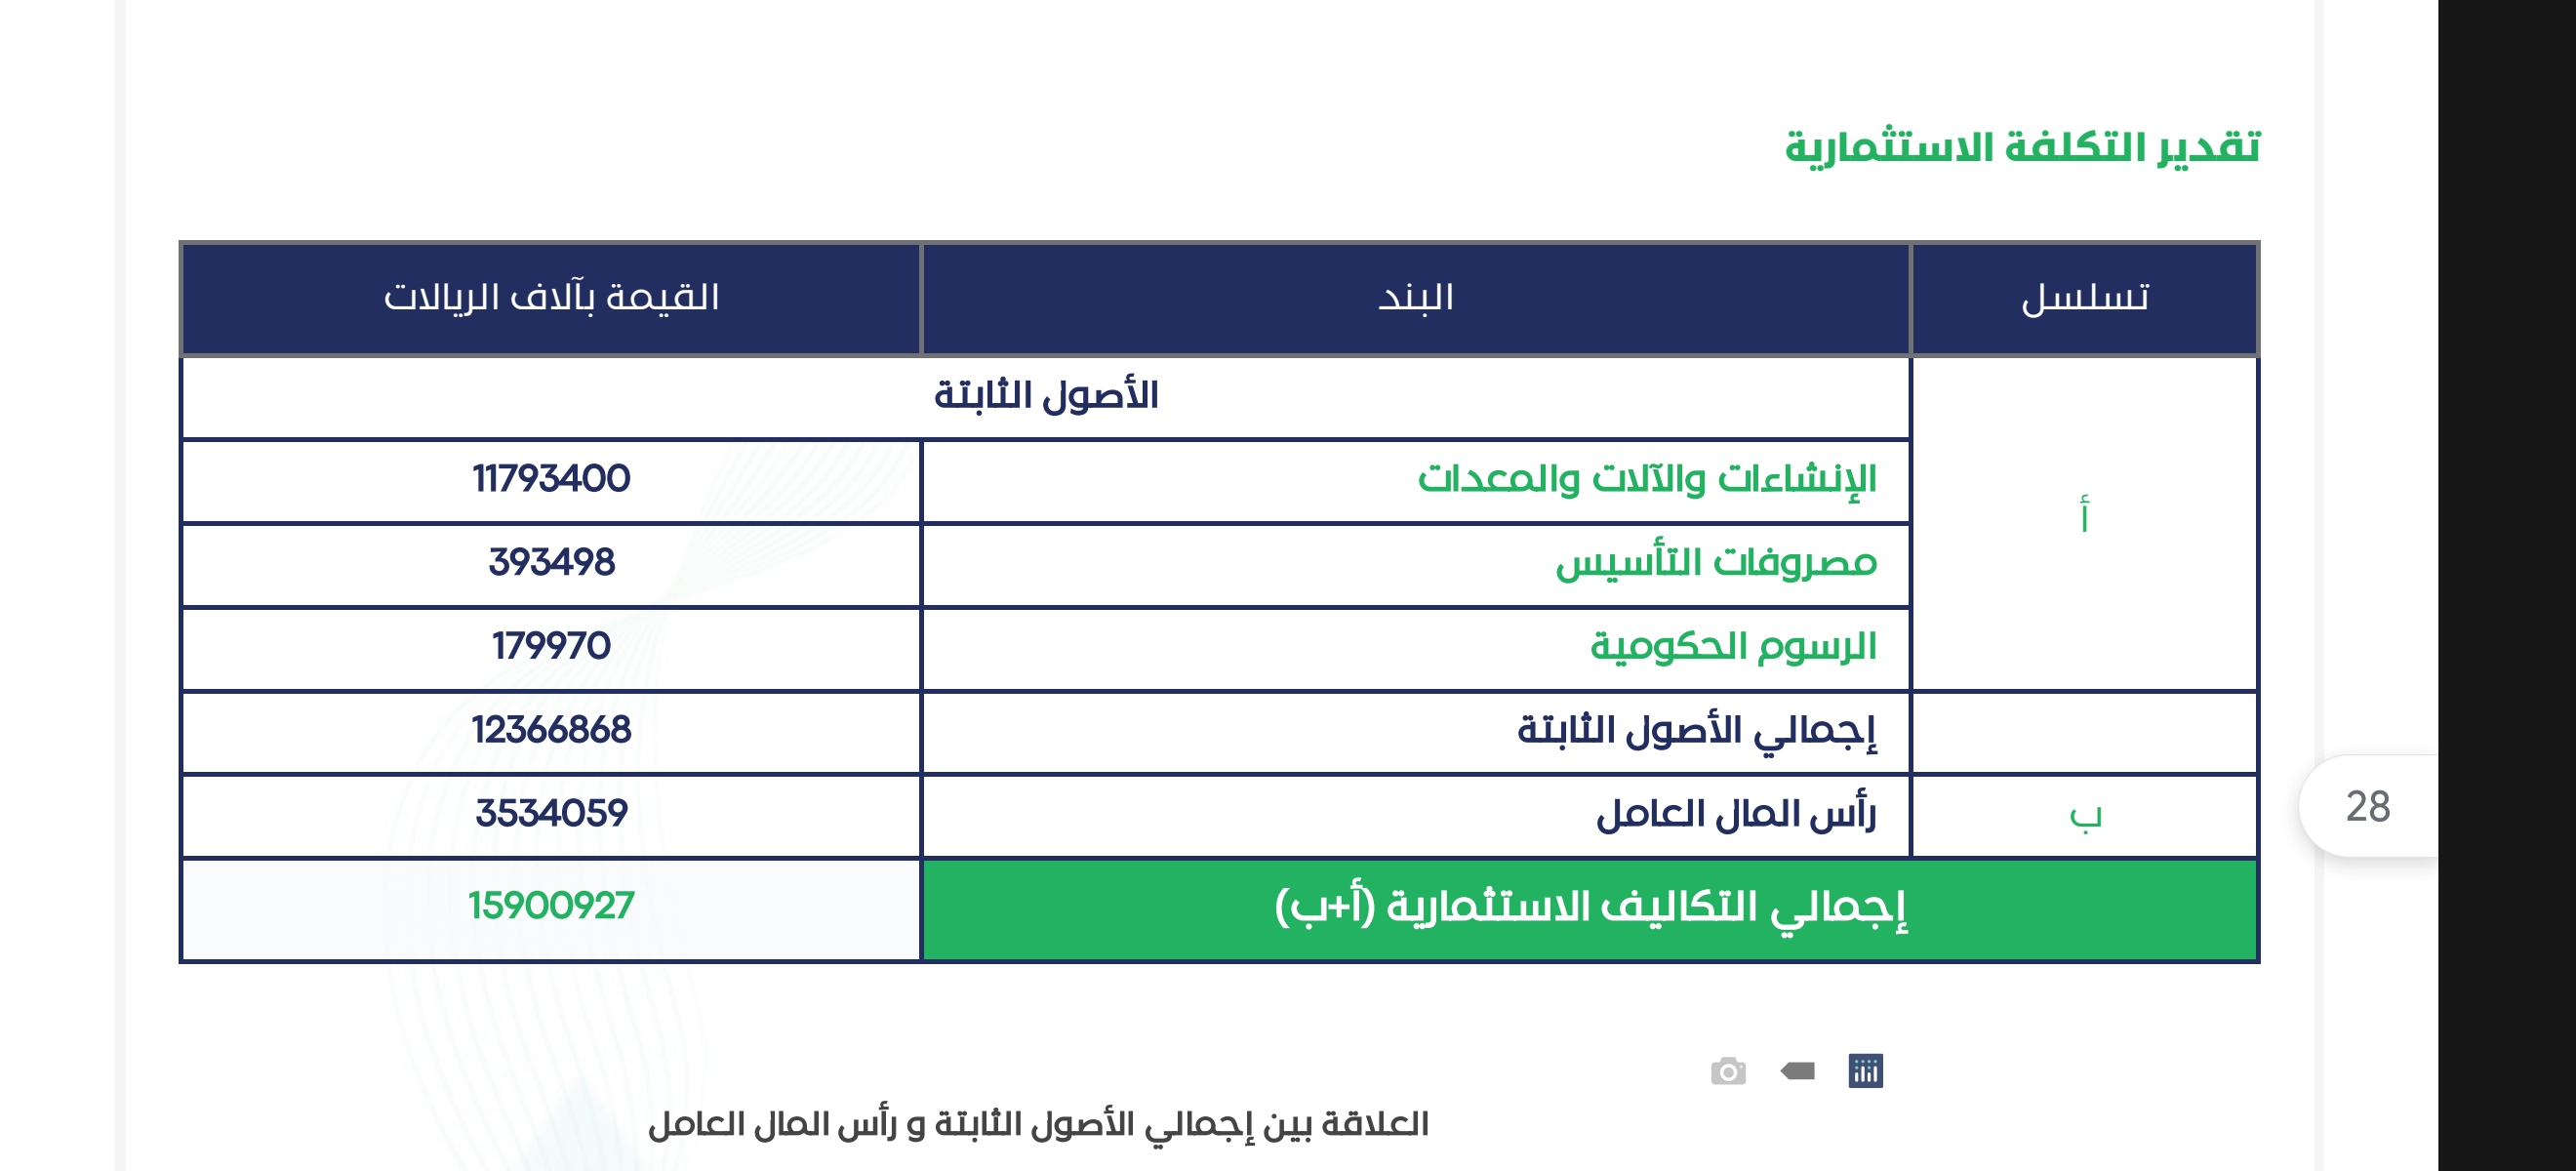 تقدير التكلفة الاستثمارية
تسلسل البند القيمة بآلاف الريالات
الأصول الثابتة
أ
الإنشاءات والآلات والمعدات 11793400
مصروفات التأسيس 393498
الرسوم الحكومية 179970
إجمالي الأصول الثابتة 12366868
ب رأس المال العامل 3534059
إجمالي التكاليف الاستثمارية (أ+ب) 15900927
28
العلاقة بين إجمالي الأصول الثابتة و رأس المال العامل